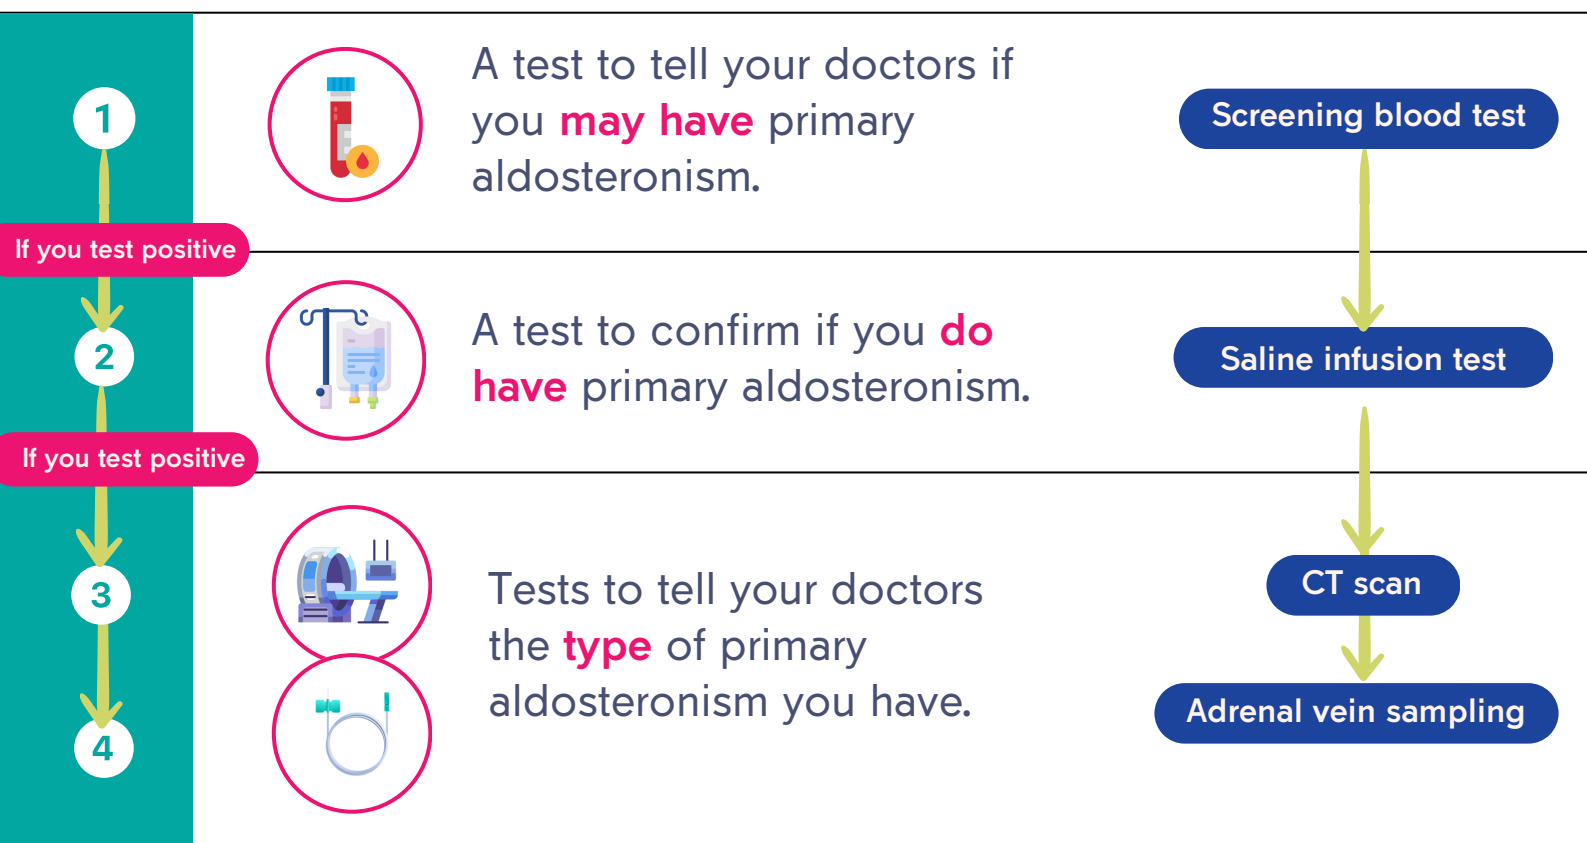 1
A test to tell your doctors if
you may have primary
aldosteronism.
Screening blood test
If you test positive
2
A test to confirm if you do
have primary aldosteronism.
Saline infusion test
If you test positive
3
Tests to tell your doctors
the type of primary
aldosteronism you have.
CT scan
4
Adrenal vein sampling